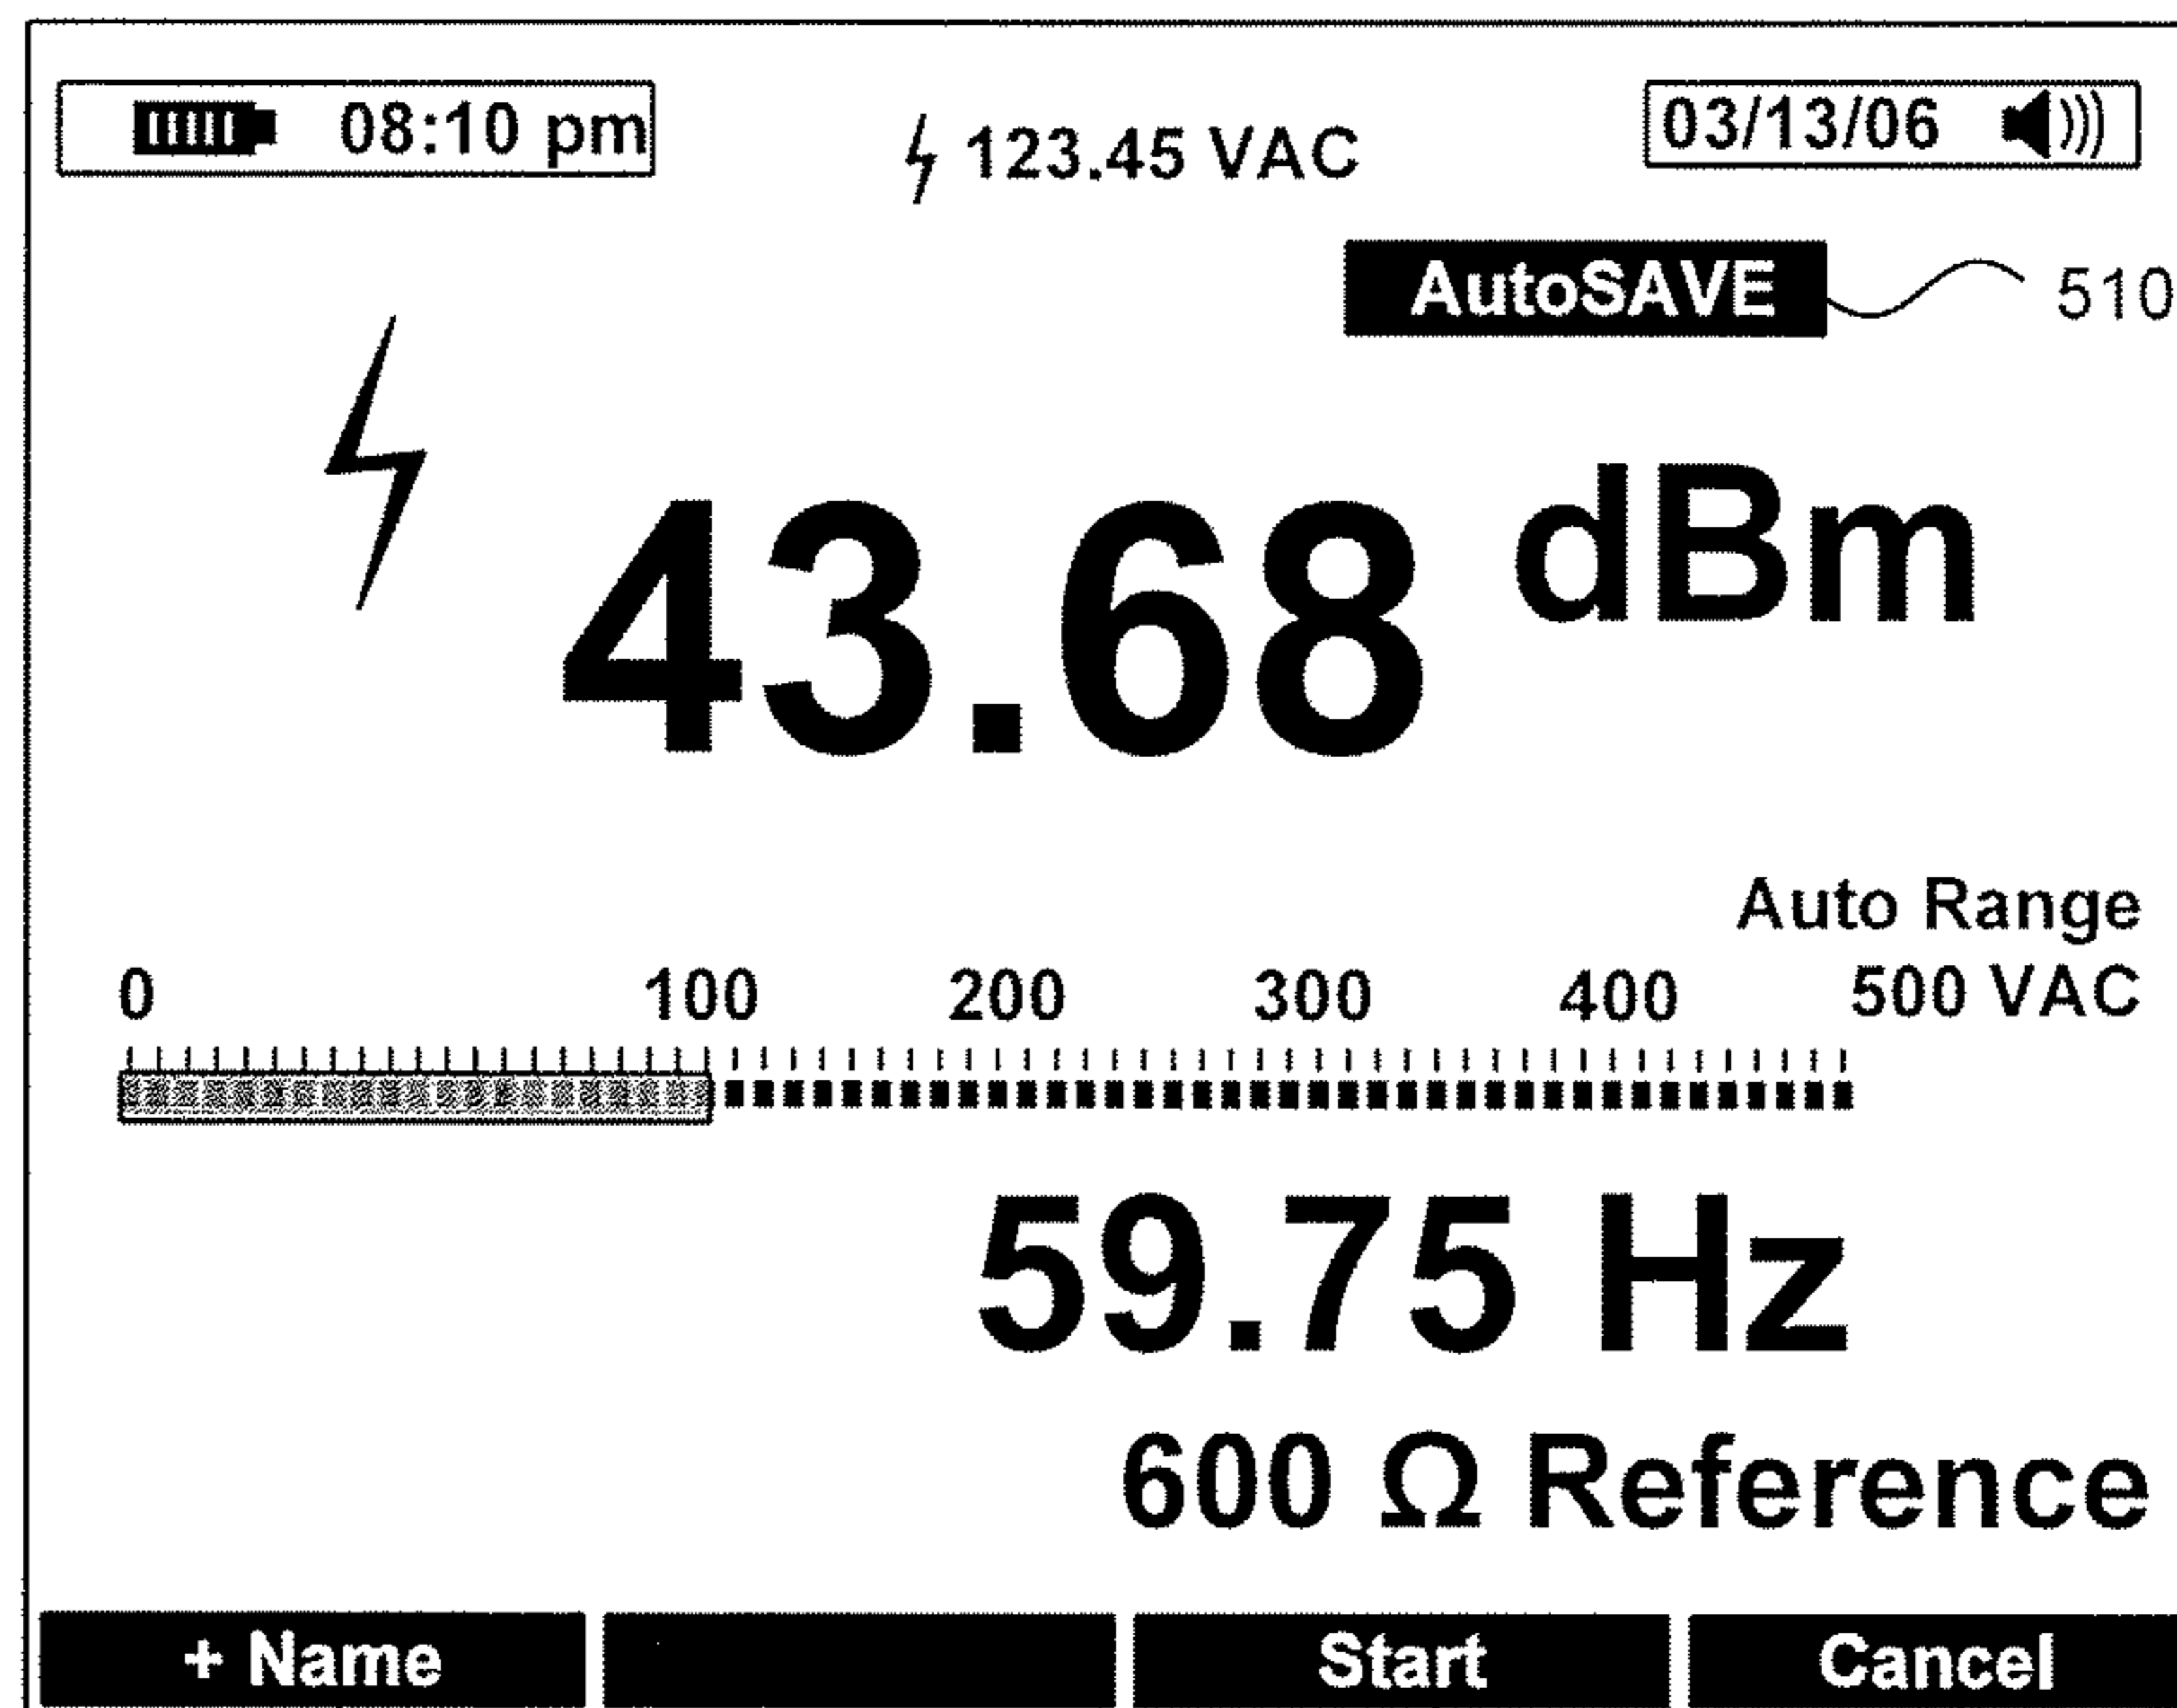 08:10 pm
123.45 VAC
03/13/06
AutoSAVE
510
43.68 dBm
Auto Range
0 100 200 300 400 500 VAC
59.75 Hz
600 Ω Reference
+ Name Start Cancel